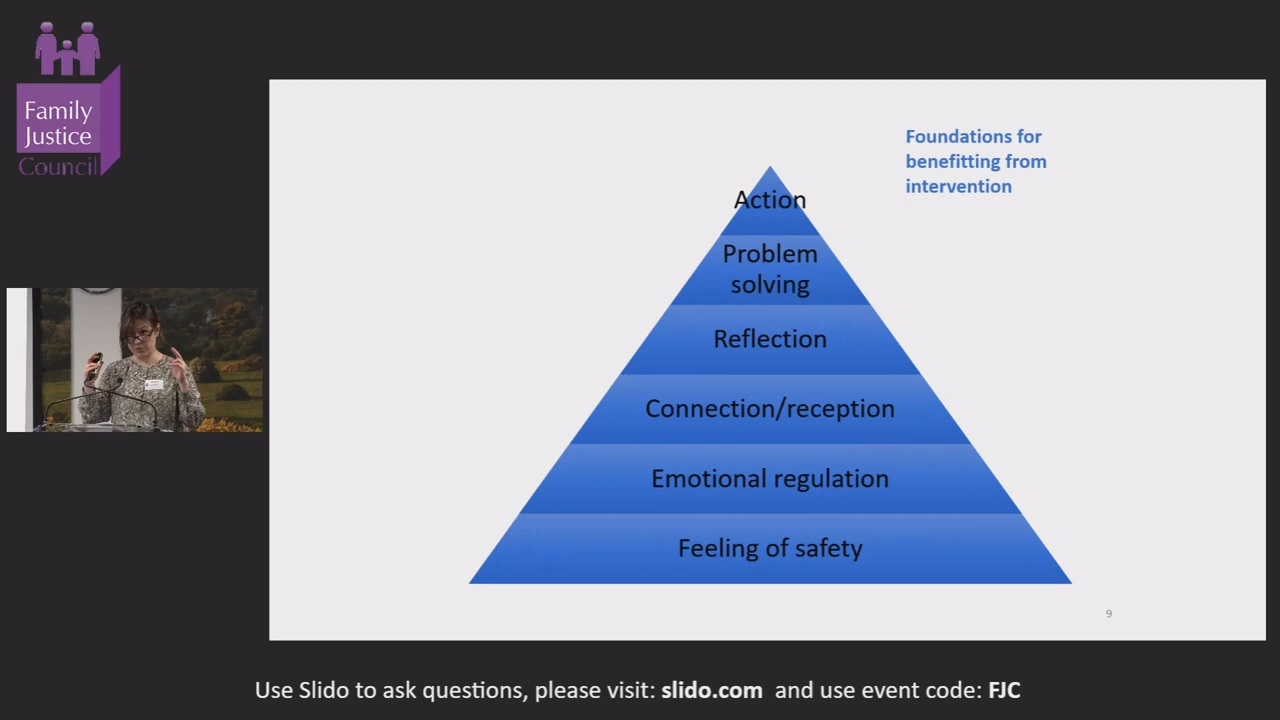 Family
Justice
Council
Foundations for
benefitting from
intervention
Action
Problem
solving
Reflection
Connection/reception
Emotional regulation
Feeling of safety
9
Use Slido to ask questions, please visit: slido.com and use event code: FJC